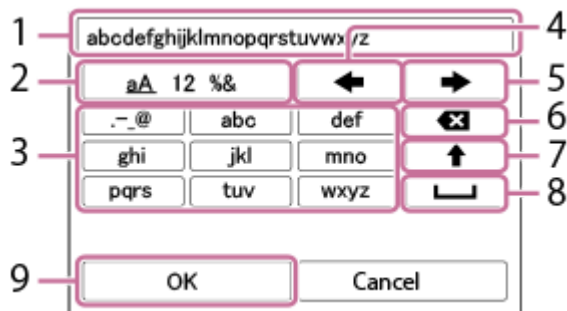 1 abcdefghijklmnopqrstuvwxyz 4
2 aA 12 %& 🡄 🡆 5
.-_@ abc def ⌫ 6
3 ghi jkl mno ⬆ 7
pqrs tuv wxyz 8
9 OK Cancel